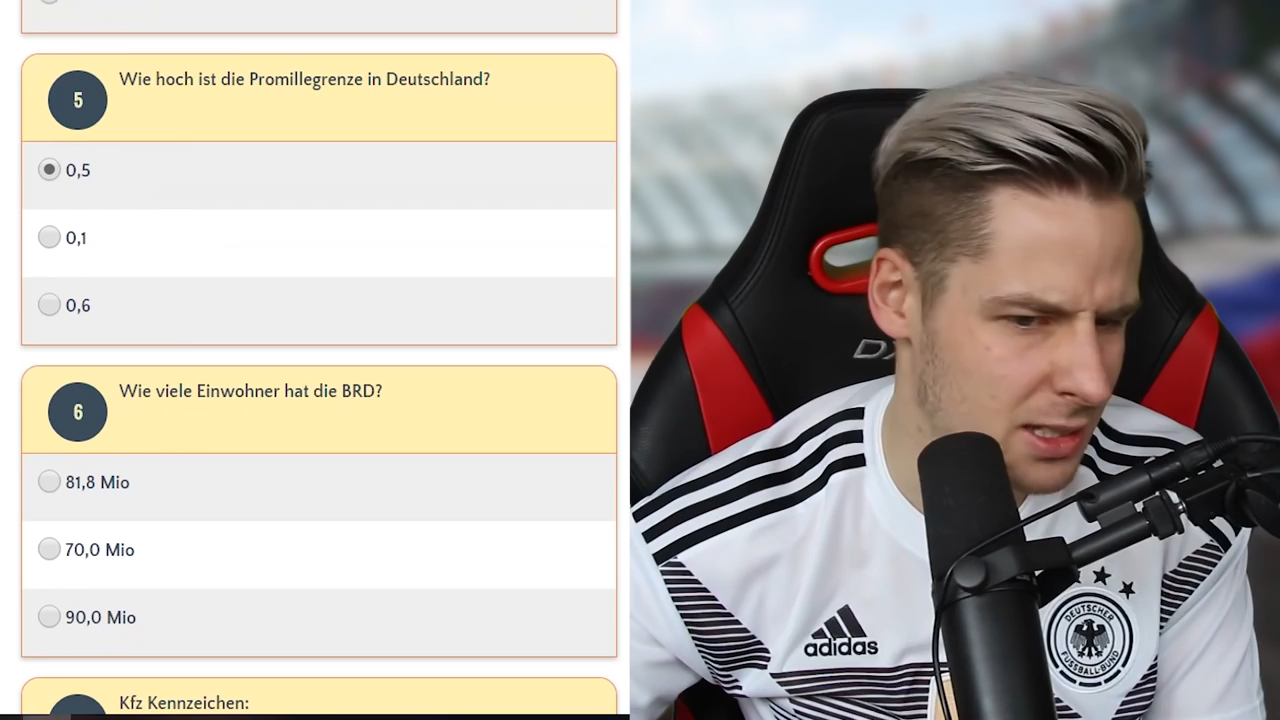 5
Wie hoch ist die Promillegrenze in Deutschland?
0,5
0,1
0,6
6
Wie viele Einwohner hat die BRD?
81,8 Mio
70,0 Mio
90,0 Mio
Kfz Kennzeichen:
adidas
DEUTSCHER
FUSSBALL-BUND